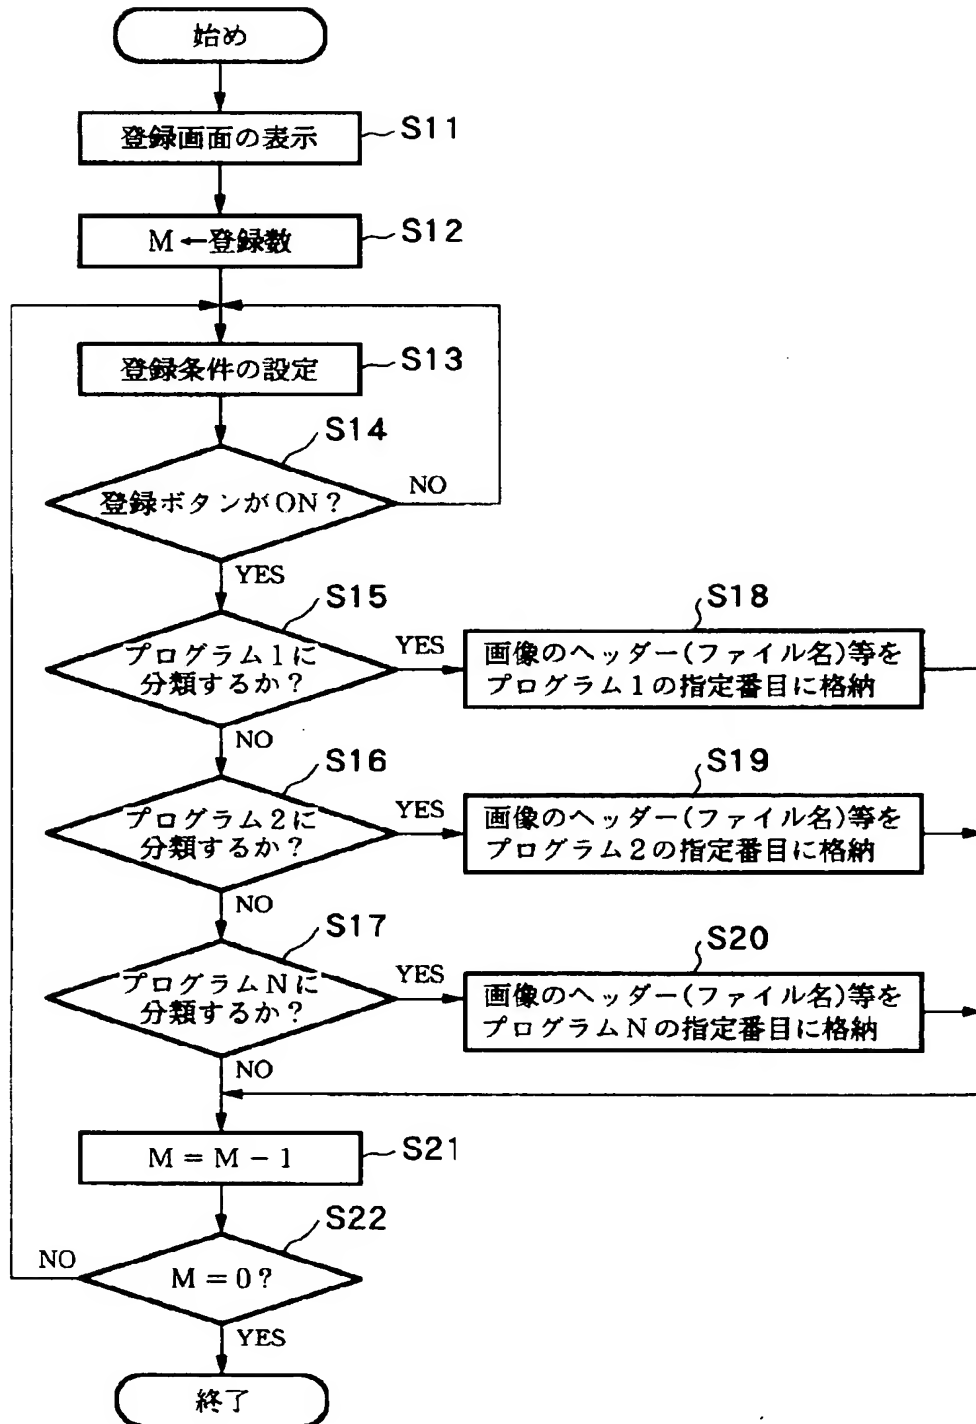 始め
登録画面の表示
S11
M←登録数
S12
登録条件の設定
S13
S14
登録ボタンがON?
NO
YES
S15
プログラム1に
分類するか?
YES
NO
S18
画像のヘッダー(ファイル名)等を
プログラム1の指定番目に格納
S16
プログラム2に
分類するか?
YES
NO
S19
画像のヘッダー(ファイル名)等を
プログラム2の指定番目に格納
S17
プログラムNに
分類するか?
YES
NO
S20
画像のヘッダー(ファイル名)等を
プログラムNの指定番目に格納
M=M-1
S21
S22
M=0?
NO
YES
終了